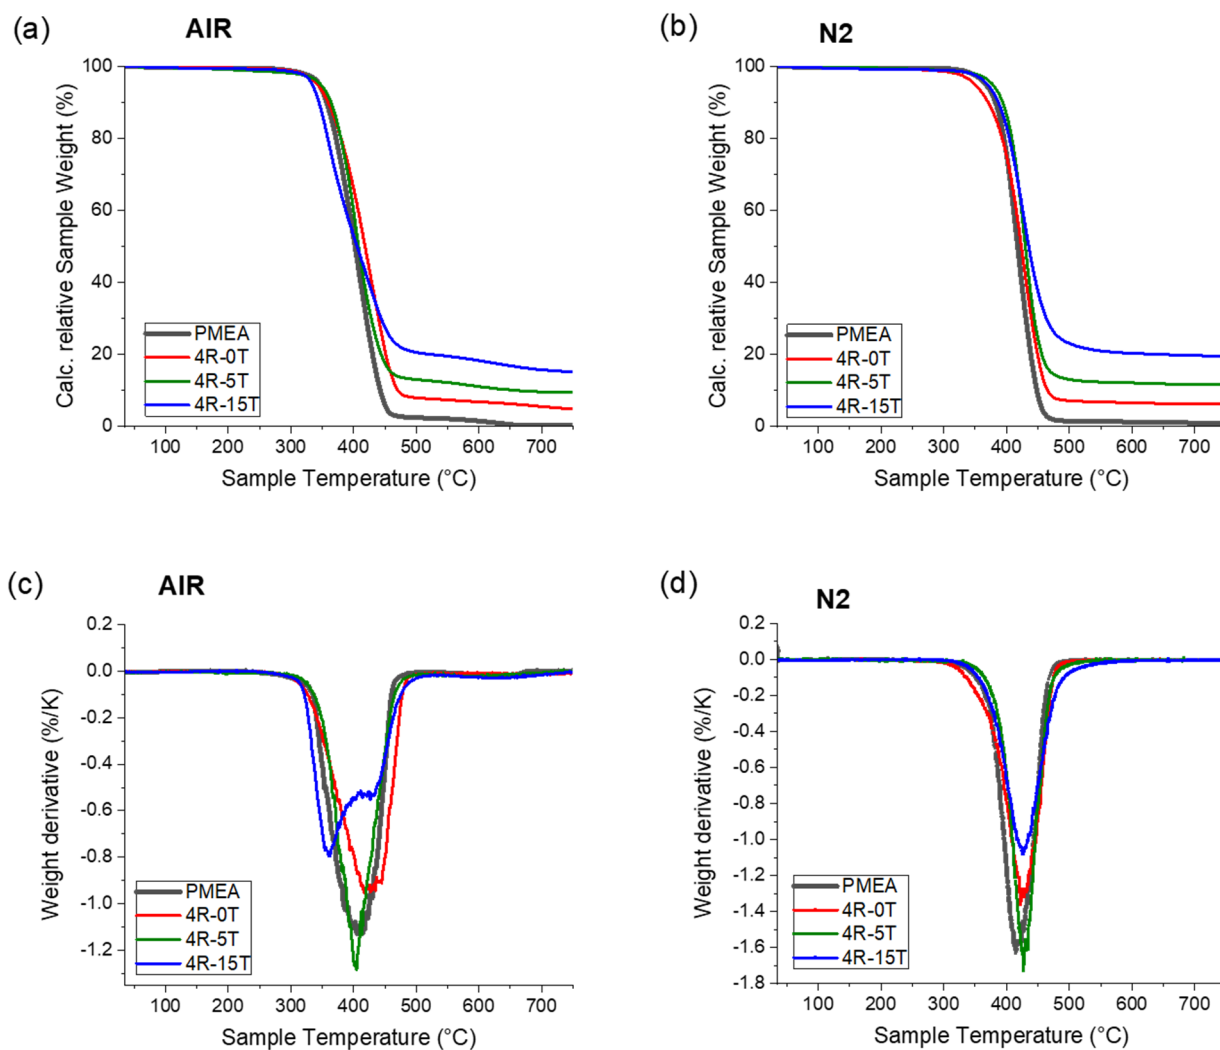 (a) AIR
Calc. relative Sample Weight (%)
100
80
60
40
20
0
PMEA
4R-0T
4R-5T
4R-15T
100 200 300 400 500 600 700
Sample Temperature (°C)
(b) N2
Calc. relative Sample Weight (%)
100
80
60
40
20
0
PMEA
4R-0T
4R-5T
4R-15T
100 200 300 400 500 600 700
Sample Temperature (°C)
(c) AIR
Weight derivative (%/K)
0.2
0.0
-0.2
-0.4
-0.6
-0.8
-1.0
-1.2
PMEA
4R-0T
4R-5T
4R-15T
100 200 300 400 500 600 700
Sample Temperature (°C)
(d) N2
Weight derivative (%/K)
0.2
0.0
-0.2
-0.4
-0.6
-0.8
-1.0
-1.2
-1.4
-1.6
-1.8
PMEA
4R-0T
4R-5T
4R-15T
100 200 300 400 500 600 700
Sample Temperature (°C)